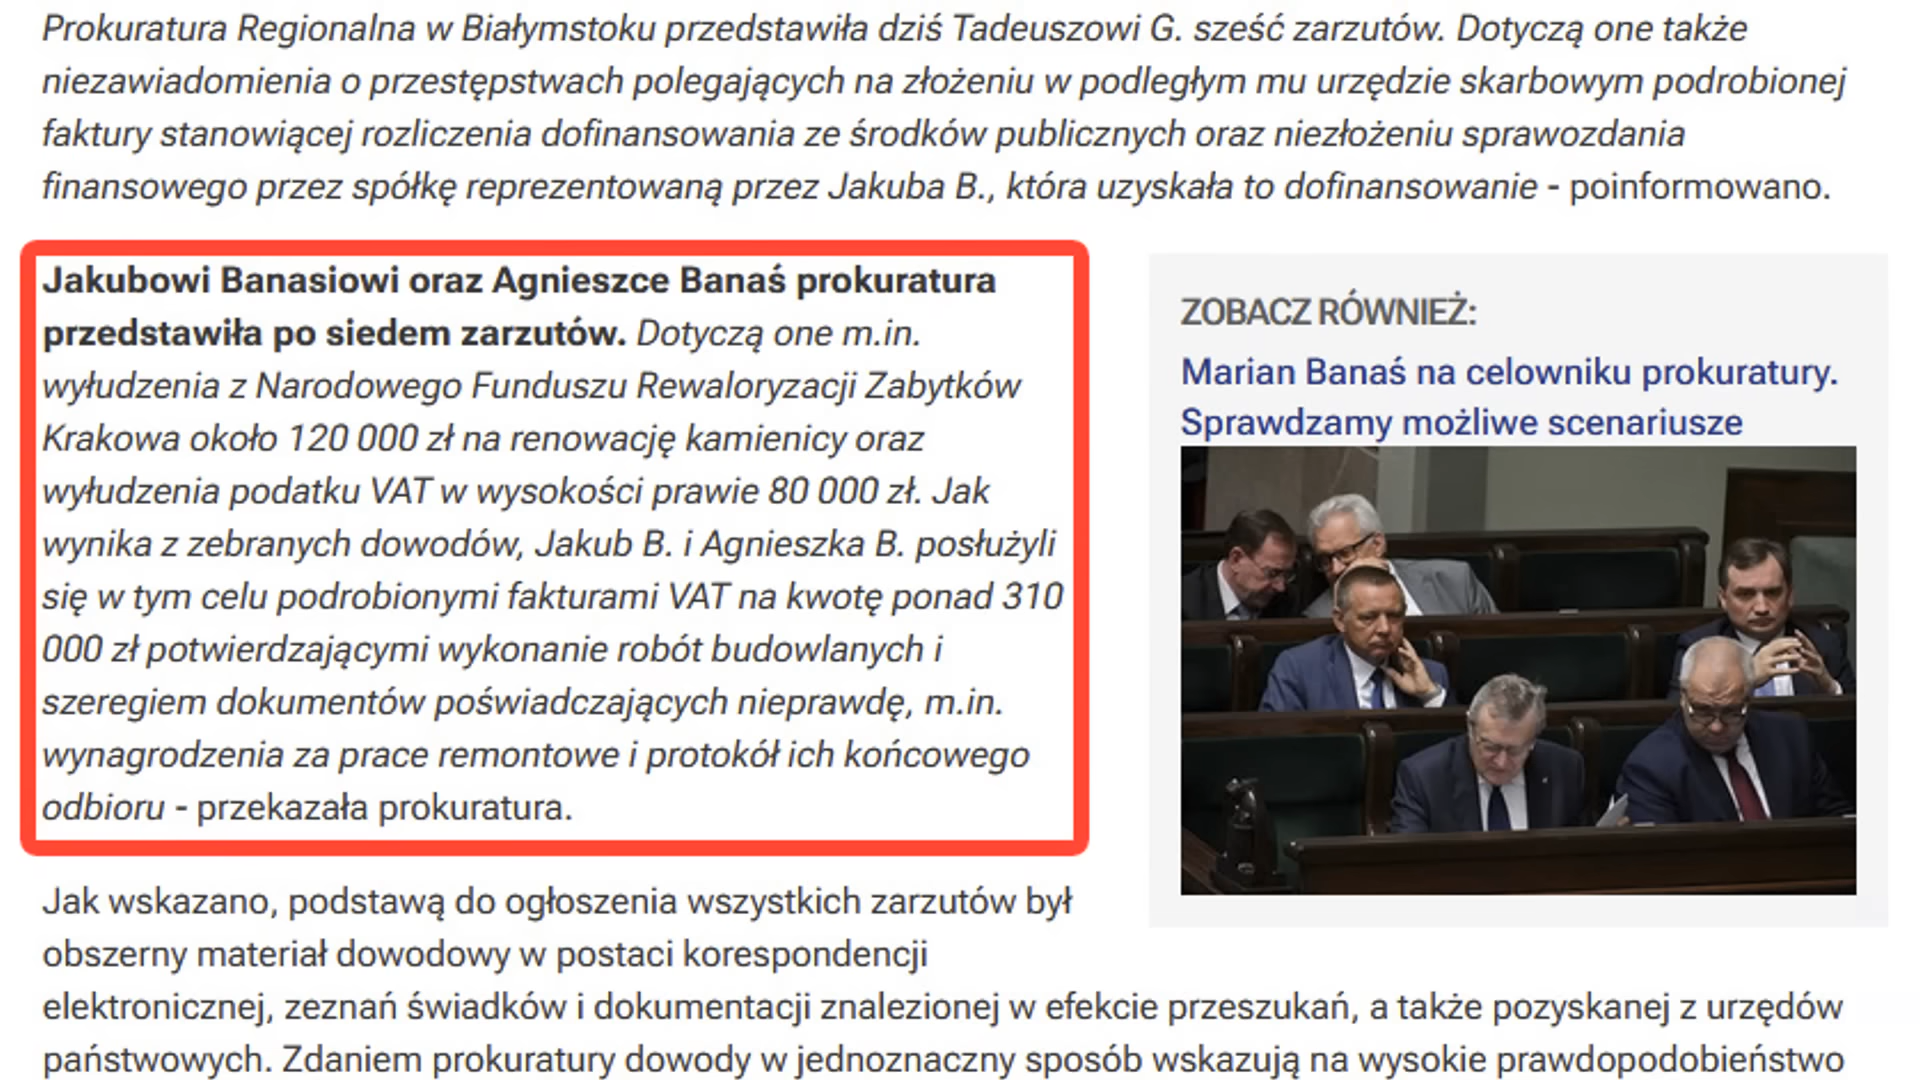 Prokuratura Regionalna w Białymstoku przedstawiła dziś Tadeuszowi G. sześć zarzutów. Dotyczą one także
niezawiadomienia o przestępstwach polegających na złożeniu w podległym mu urzędzie skarbowym podrobionej
faktury stanowiącej rozliczenia dofinansowania ze środków publicznych oraz niezłożeniu sprawozdania
finansowego przez spółkę reprezentowaną przez Jakuba B., która uzyskała to dofinansowanie - poinformowano.
Jakubowi Banasiowi oraz Agnieszce Banaś prokuratura
przedstawiła po siedem zarzutów. Dotyczą one m.in.
wyłudzenia z Narodowego Funduszu Rewaloryzacji Zabytków
Krakowa około 120 000 zł na renowację kamienicy oraz
wyłudzenia podatku VAT w wysokości prawie 80 000 zł. Jak
wynika z zebranych dowodów, Jakub B. i Agnieszka B. posłużyli
się w tym celu podrobionymi fakturami VAT na kwotę ponad 310
000 zł potwierdzającymi wykonanie robót budowlanych i
szeregiem dokumentów poświadczających nieprawdę, m.in.
wynagrodzenia za prace remontowe i protokół ich końcowego
odbioru - przekazała prokuratura.
ZOBACZ RÓWNIEŻ:
Marian Banaś na celowniku prokuratury.
Sprawdzamy możliwe scenariusze
Jak wskazano, podstawą do ogłoszenia wszystkich zarzutów był
obszerny materiał dowodowy w postaci korespondencji
elektronicznej, zeznań świadków i dokumentacji znalezionej w efekcie przeszukań, a także pozyskanej z urzędów
państwowych. Zdaniem prokuratury dowody w jednoznaczny sposób wskazują na wysokie prawdopodobieństwo